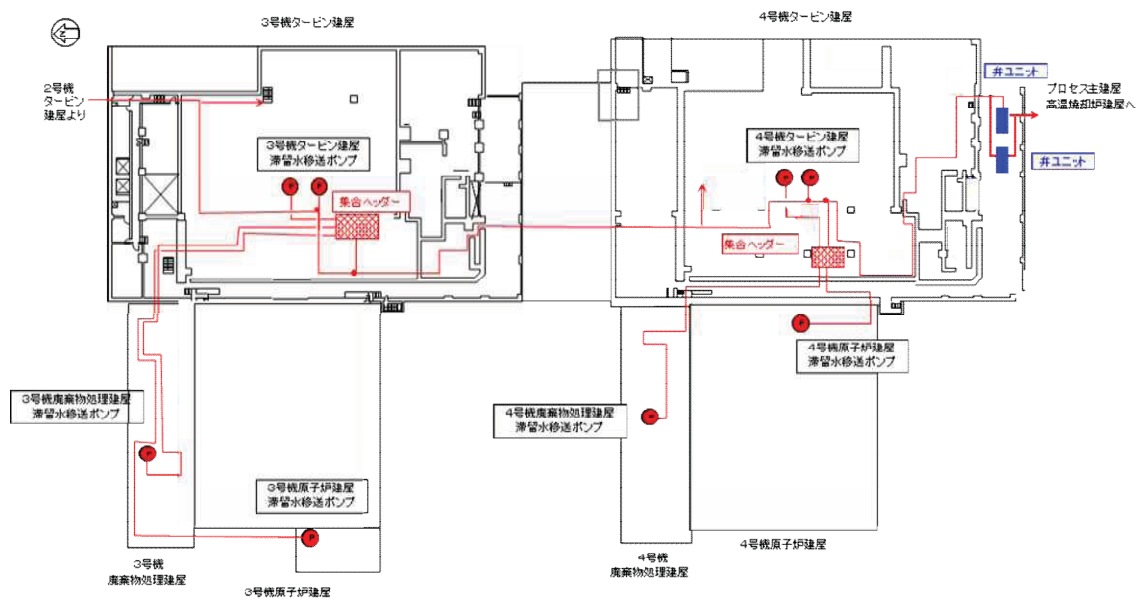 3号機タービン建屋
4号機タービン建屋
Z
2号機
タービン
建屋より
弁ユニット
プロセス主建屋
高温焼却炉建屋へ
3号機タービン建屋
滞留水移送ポンプ
4号機タービン建屋
滞留水移送ポンプ
弁ユニット
P
P
集合ヘッダー
集合ヘッダー
P
4号機原子炉建屋
滞留水移送ポンプ
3号機廃棄物処理建屋
滞留水移送ポンプ
4号機廃棄物処理建屋
滞留水移送ポンプ
P
3号機原子炉建屋
滞留水移送ポンプ
P
4号機原子炉建屋
3号機
廃棄物処理建屋
4号機
廃棄物処理建屋
3号機原子炉建屋